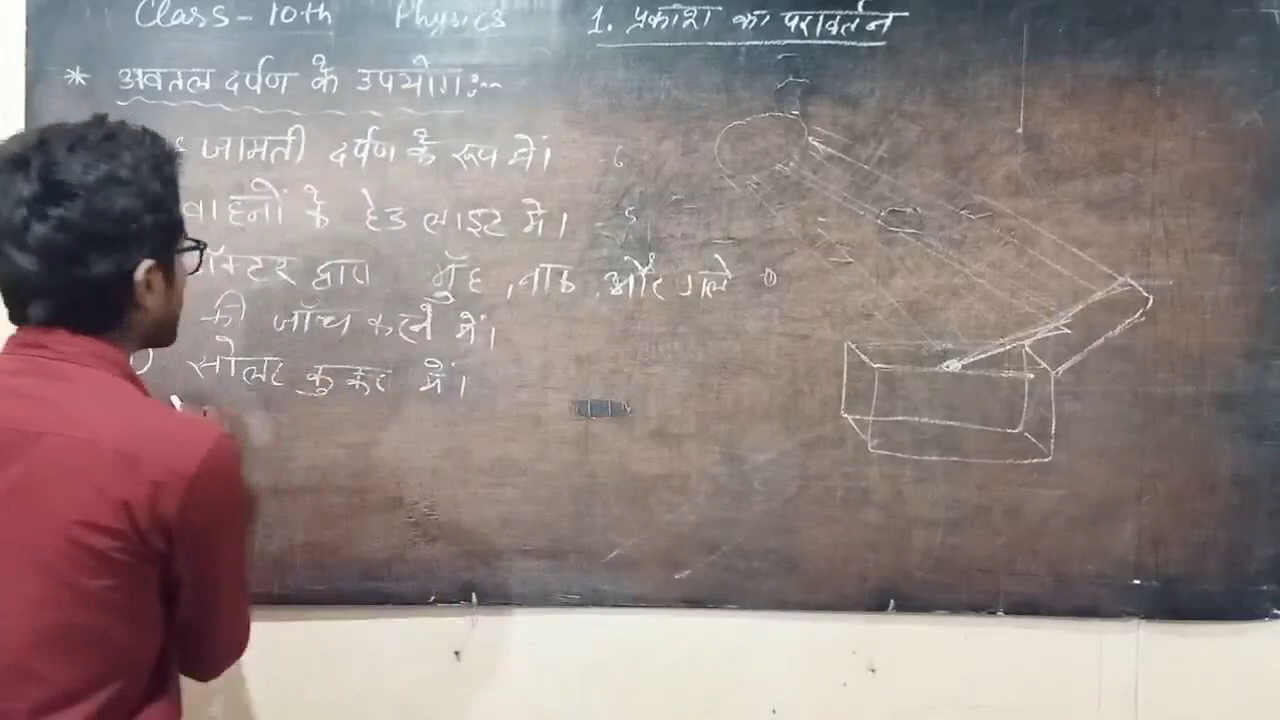 Class - 10th Physics 1. प्रकाश का परावर्तन
* अवतल दर्पण के उपयोग :-
जामती दर्पण के रूप में।
वाहनों के हेड लाइट में।
द्वारा मुँह, नाक, और गले
की जाँच करने में।
सोलर कुकर में।